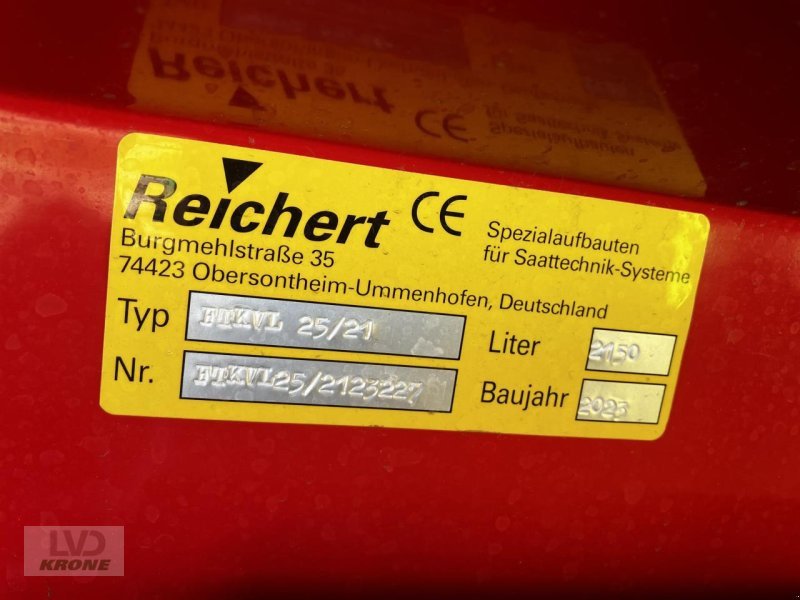 Reichert CE
Spezialaufbauten
für Saattechnik-Systeme
Burgmehlstraße 35
74423 Obersontheim-Ummenhofen, Deutschland
Typ FTKVL 25/21
Liter 2150
Nr. FTKVL25/2123227
Baujahr 2023
LVD
KRONE